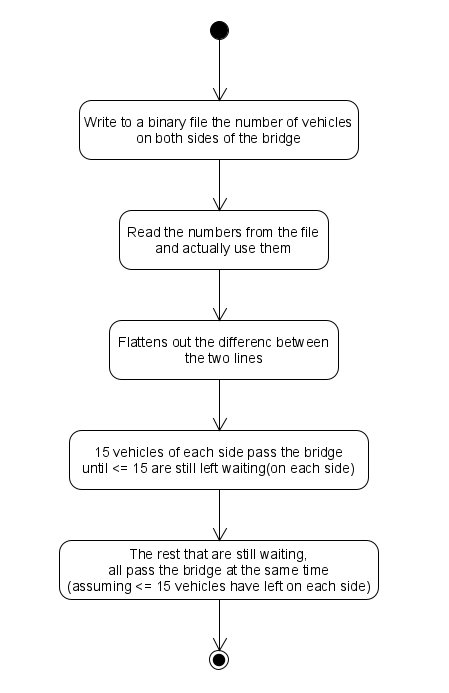 Write to a binary file the number of vehicles
on both sides of the bridge
Read the numbers from the file
and actually use them
Flattens out the differenc between
the two lines
15 vehicles of each side pass the bridge
until <= 15 are still left waiting(on each side)
The rest that are still waiting,
all pass the bridge at the same time
(assuming <= 15 vehicles have left on each side)